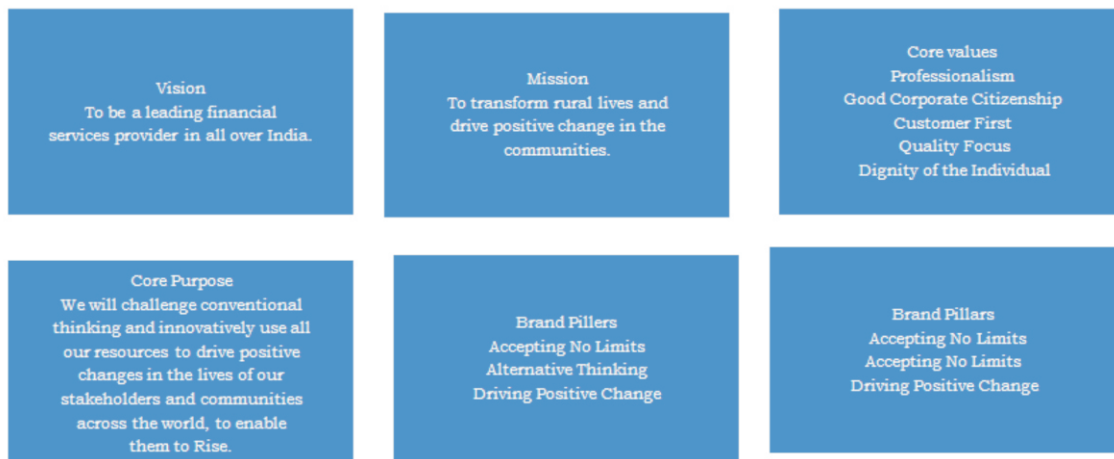 Vision
To be a leading financial
services provider in all over India.
Mission
To transform rural lives and
drive positive change in the
communities.
Core values
Professionalism
Good Corporate Citizenship
Customer First
Quality Focus
Dignity of the Individual
Core Purpose
We will challenge conventional
thinking and innovatively use all
our resources to drive positive
changes in the lives of our
stakeholders and communities
across the world, to enable
them to Rise.
Brand Pillers
Accepting No Limits
Alternative Thinking
Driving Positive Change
Brand Pillars
Accepting No Limits
Accepting No Limits
Driving Positive Change